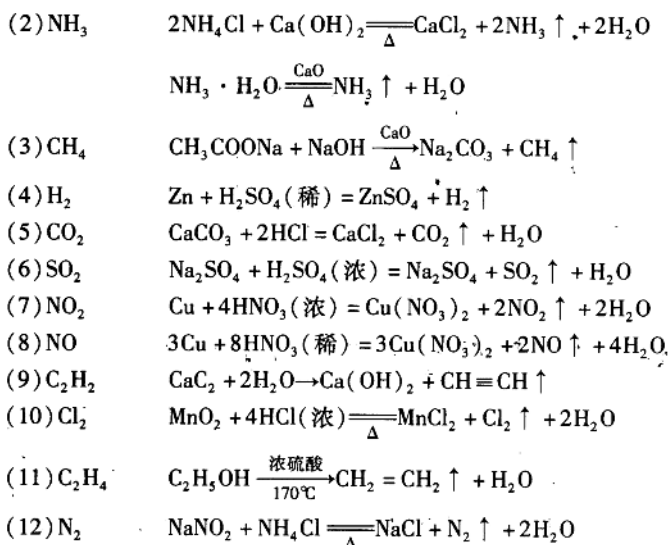 (2)NH₃ 2NH₄Cl + Ca(OH)₂ ══(Δ) CaCl₂ + 2NH₃↑ + 2H₂O
NH₃·H₂O ══(CaO/Δ) NH₃↑ + H₂O
(3)CH₄ CH₃COONa + NaOH —(CaO/Δ)→ Na₂CO₃ + CH₄↑
(4)H₂ Zn + H₂SO₄(稀) = ZnSO₄ + H₂↑
(5)CO₂ CaCO₃ + 2HCl = CaCl₂ + CO₂↑ + H₂O
(6)SO₂ Na₂SO₄ + H₂SO₄(浓) = Na₂SO₄ + SO₂↑ + H₂O
(7)NO₂ Cu + 4HNO₃(浓) = Cu(NO₃)₂ + 2NO₂↑ + 2H₂O
(8)NO 3Cu + 8HNO₃(稀) = 3Cu(NO₃)₂ + 2NO↑ + 4H₂O
(9)C₂H₂ CaC₂ + 2H₂O→Ca(OH)₂ + CH≡CH↑
(10)Cl₂ MnO₂ + 4HCl(浓) ══(Δ) MnCl₂ + Cl₂↑ + 2H₂O
(11)C₂H₄ C₂H₅OH —(浓硫酸/170℃)→ CH₂=CH₂↑ + H₂O
(12)N₂ NaNO₂ + NH₄Cl ══(Δ) NaCl + N₂↑ + 2H₂O